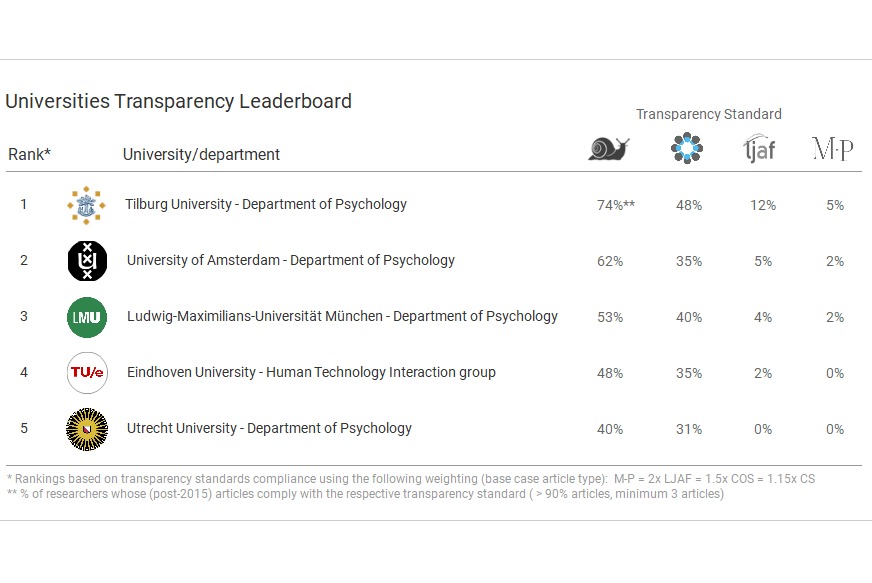 Universities Transparency Leaderboard
Transparency Standard
Rank* University/department ljaf M-P
1 Tilburg University - Department of Psychology 74%** 48% 12% 5%
2 U University of Amsterdam - Department of Psychology 62% 35% 5% 2%
3 LMU Ludwig-Maximilians-Universität München - Department of Psychology 53% 40% 4% 2%
4 TU/e Eindhoven University - Human Technology Interaction group 48% 35% 2% 0%
5 Utrecht University - Department of Psychology 40% 31% 0% 0%
* Rankings based on transparency standards compliance using the following weighting (base case article type): M-P = 2x LJAF = 1.5x COS = 1.15x CS
** % of researchers whose (post-2015) articles comply with the respective transparency standard ( > 90% articles, minimum 3 articles)